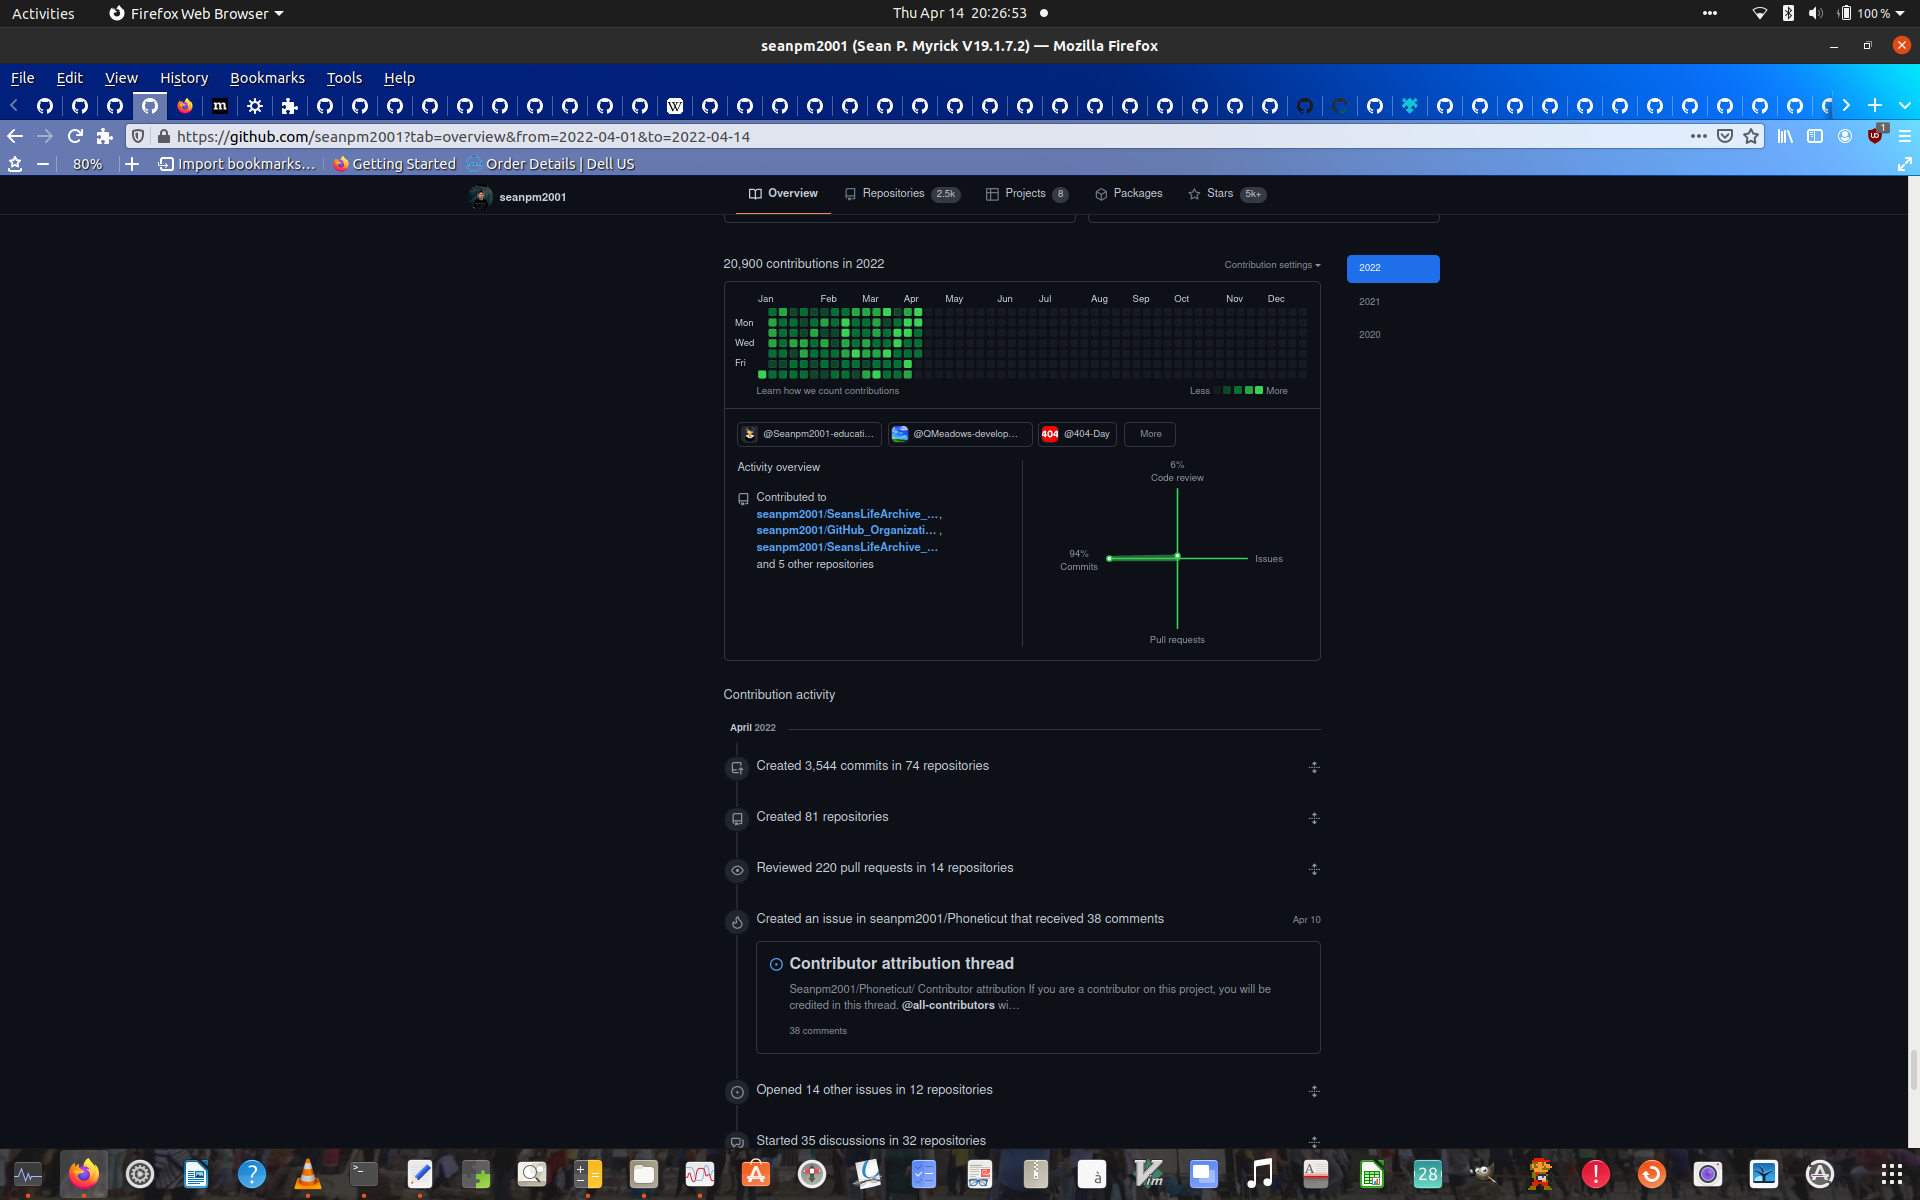 Activities
Firefox Web Browser
Thu Apr 14 20:26:53
100 %
seanpm2001 (Sean P. Myrick V19.1.7.2) — Mozilla Firefox
File Edit View History Bookmarks Tools Help
https://github.com/seanpm2001?tab=overview&from=2022-04-01&to=2022-04-14
1
80%
Import bookmarks...
Getting Started
Order Details | Dell US
seanpm2001
Overview
Repositories 2.5k
Projects 8
Packages
Stars 5k+
20,900 contributions in 2022
Contribution settings
2022
2021
2020
Jan Feb Mar Apr May Jun Jul Aug Sep Oct Nov Dec
Mon
Wed
Fri
Learn how we count contributions
Less More
@Seanpm2001-educati...
@QMeadows-develop...
404 @404-Day
More
Activity overview
Contributed to
seanpm2001/SeansLifeArchive_...,
seanpm2001/GitHub_Organizati... ,
seanpm2001/SeansLifeArchive_...
and 5 other repositories
6%
Code review
94%
Commits
Issues
Pull requests
Contribution activity
April 2022
Created 3,544 commits in 74 repositories
Created 81 repositories
Reviewed 220 pull requests in 14 repositories
Created an issue in seanpm2001/Phoneticut that received 38 comments
Apr 10
Contributor attribution thread
Seanpm2001/Phoneticut/ Contributor attribution If you are a contributor on this project, you will be
credited in this thread. @all-contributors wi...
38 comments
Opened 14 other issues in 12 repositories
Started 35 discussions in 32 repositories
28